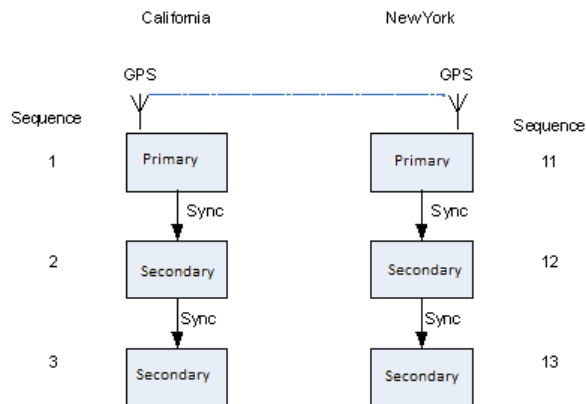 California NewYork
GPS GPS
Sequence Sequence
1 Primary Primary 11
Sync Sync
2 Secondary Secondary 12
Sync Sync
3 Secondary Secondary 13